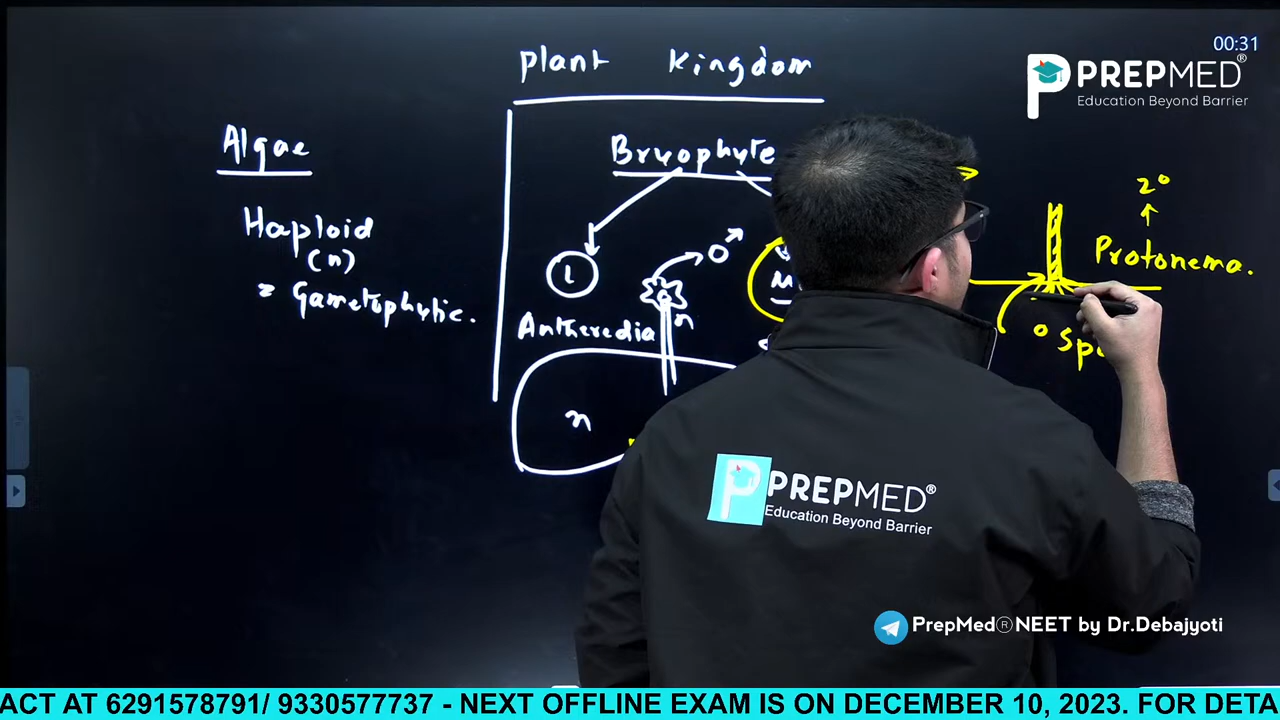 00:31
PREPMED®
Education Beyond Barrier
Plant Kingdom
Algae
Haploid
(n)
= Gametophytic.
Bryophyte
L
Antheredia
n
n
M
2°
Protonema.
PREPMED®
Education Beyond Barrier
PrepMed® NEET by Dr.Debajyoti
ACT AT 6291578791/ 9330577737 - NEXT OFFLINE EXAM IS ON DECEMBER 10, 2023. FOR DETA